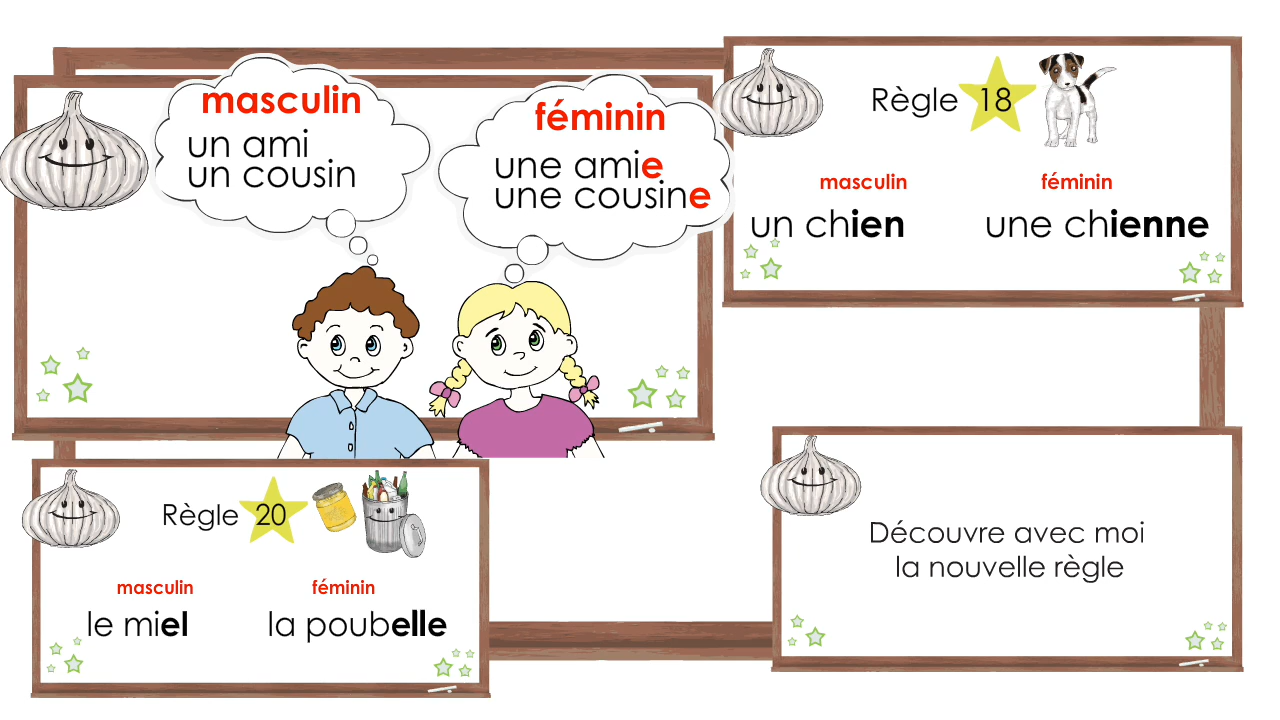 masculin
un ami
un cousin
féminin
une amie
une cousine
Règle 18
masculin féminin
un chien une chienne
Règle 20
masculin féminin
le miel la poubelle
Découvre avec moi
la nouvelle règle